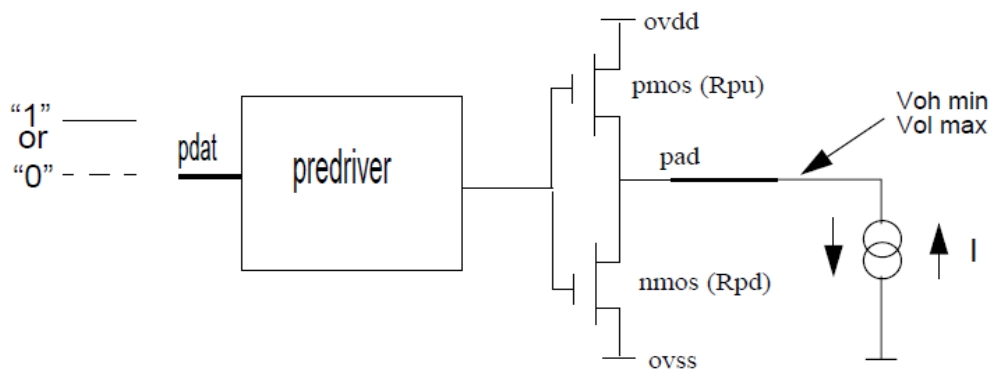 ovdd
pmos (Rpu)
Voh min
Vol max
“1”
or
“0”
pdat
predriver
pad
I
nmos (Rpd)
ovss